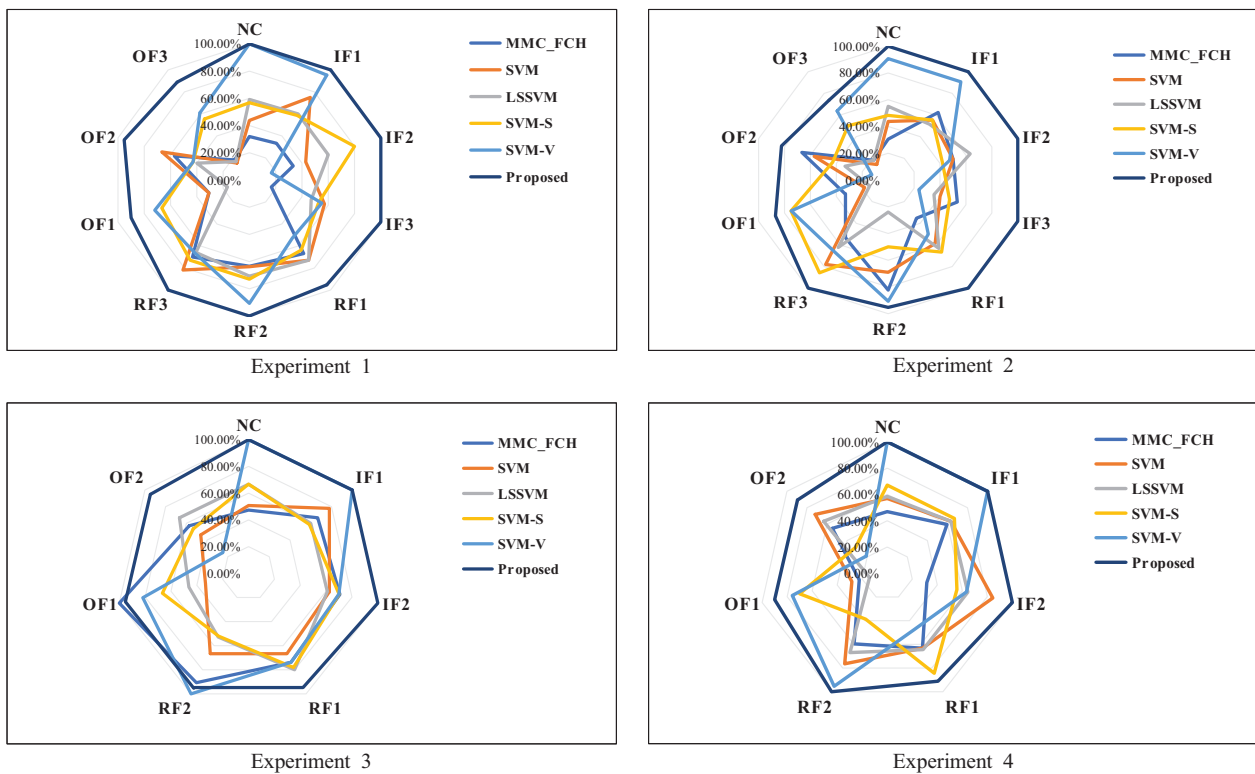 NC
IF1
IF2
IF3
RF1
RF2
RF3
OF1
OF2
OF3
100.00%
80.00%
60.00%
40.00%
20.00%
0.00%
MMC_FCH
SVM
LSSVM
SVM-S
SVM-V
Proposed
Experiment 1
NC
IF1
IF2
IF3
RF1
RF2
RF3
OF1
OF2
OF3
100.00%
80.00%
60.00%
40.00%
20.00%
0.00%
MMC_FCH
SVM
LSSVM
SVM-S
SVM-V
Proposed
Experiment 2
NC
IF1
IF2
RF1
RF2
OF1
OF2
100.00%
80.00%
60.00%
40.00%
20.00%
0.00%
MMC_FCH
SVM
LSSVM
SVM-S
SVM-V
Proposed
Experiment 3
NC
IF1
IF2
RF1
RF2
OF1
OF2
100.00%
80.00%
60.00%
40.00%
20.00%
0.00%
MMC_FCH
SVM
LSSVM
SVM-S
SVM-V
Proposed
Experiment 4